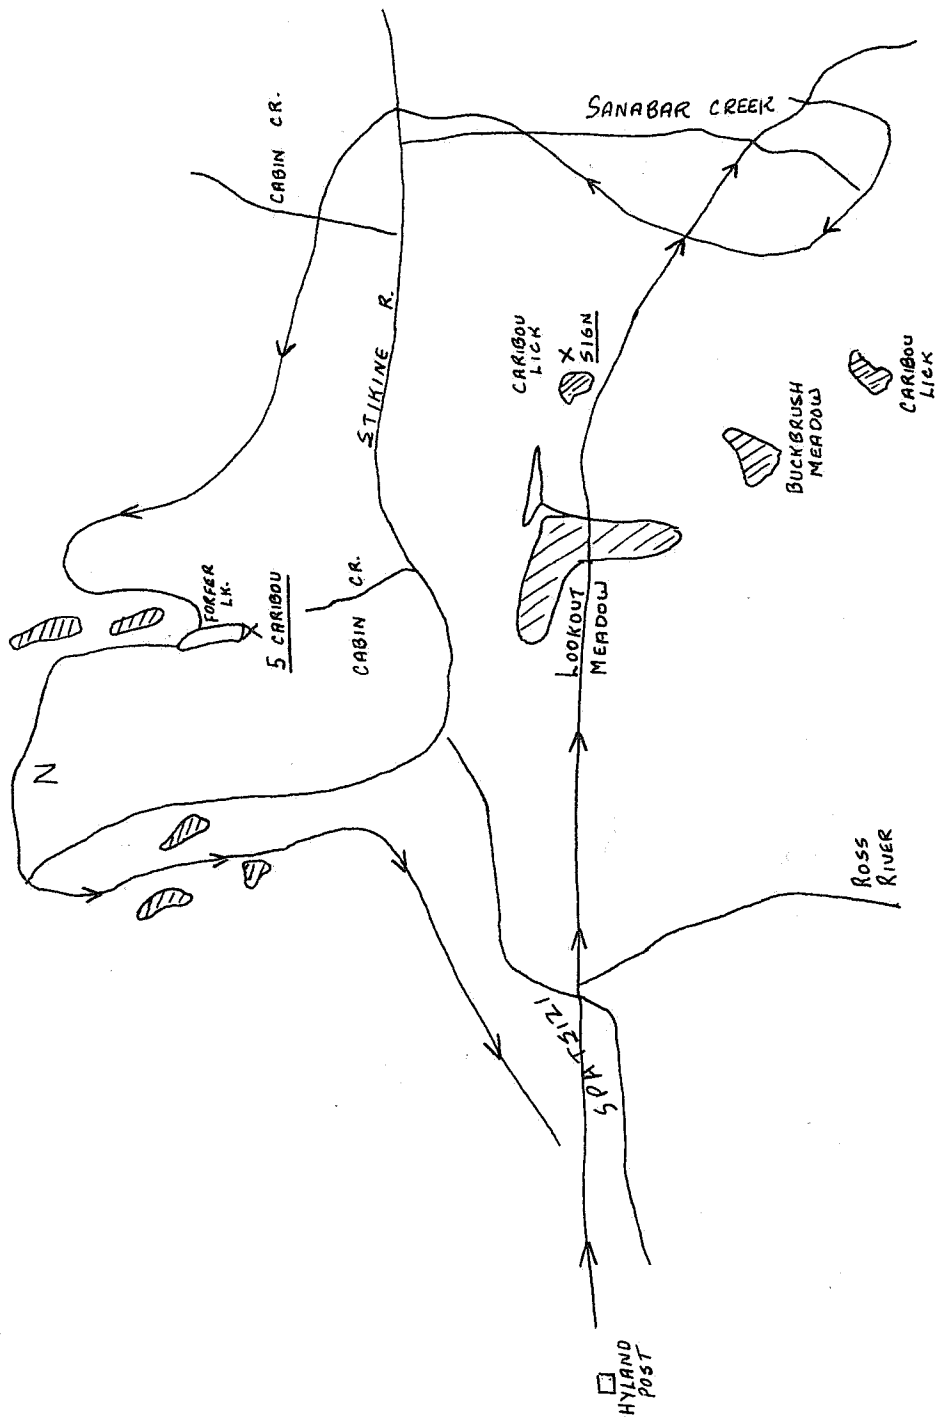 CABIN CR.
SANABAR CREEK
STIKINE R.
CARIBOU
LICK
X
SIGN
CARIBOU
LICK
BUCKBRUSH
MEADOW
FORFER
LK.
X
5 CARIBOU
CABIN CR.
LOOKOUT
MEADOW
N
ROSS
RIVER
SPATSIZI
HYLAND
POST